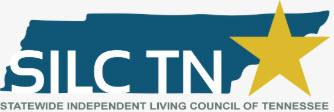 SILC TN
STATEWIDE INDEPENDENT LIVING COUNCIL OF TENNESSEE